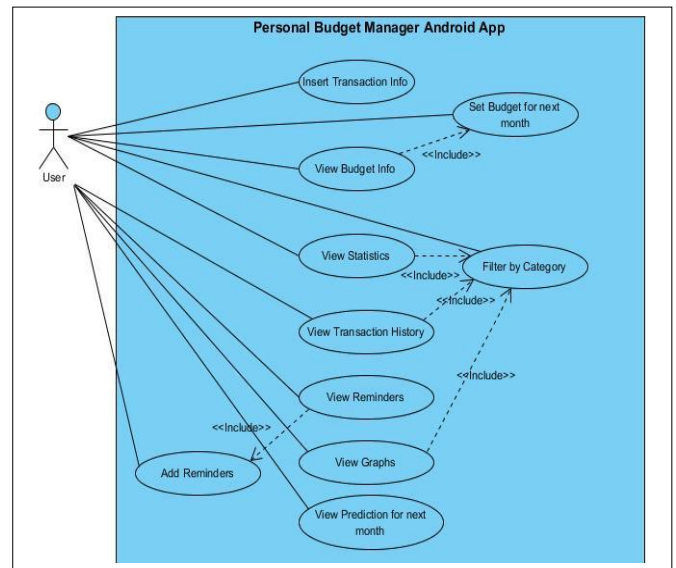 Personal Budget Manager Android App
Insert Transaction Info
Set Budget for next
month
<<Include>>
View Budget Info
User
View Statistics
Filter by Category
<<Include>>
<<Include>>
View Transaction History
<<Include>>
View Reminders
<<Include>>
View Graphs
Add Reminders
View Prediction for next
month